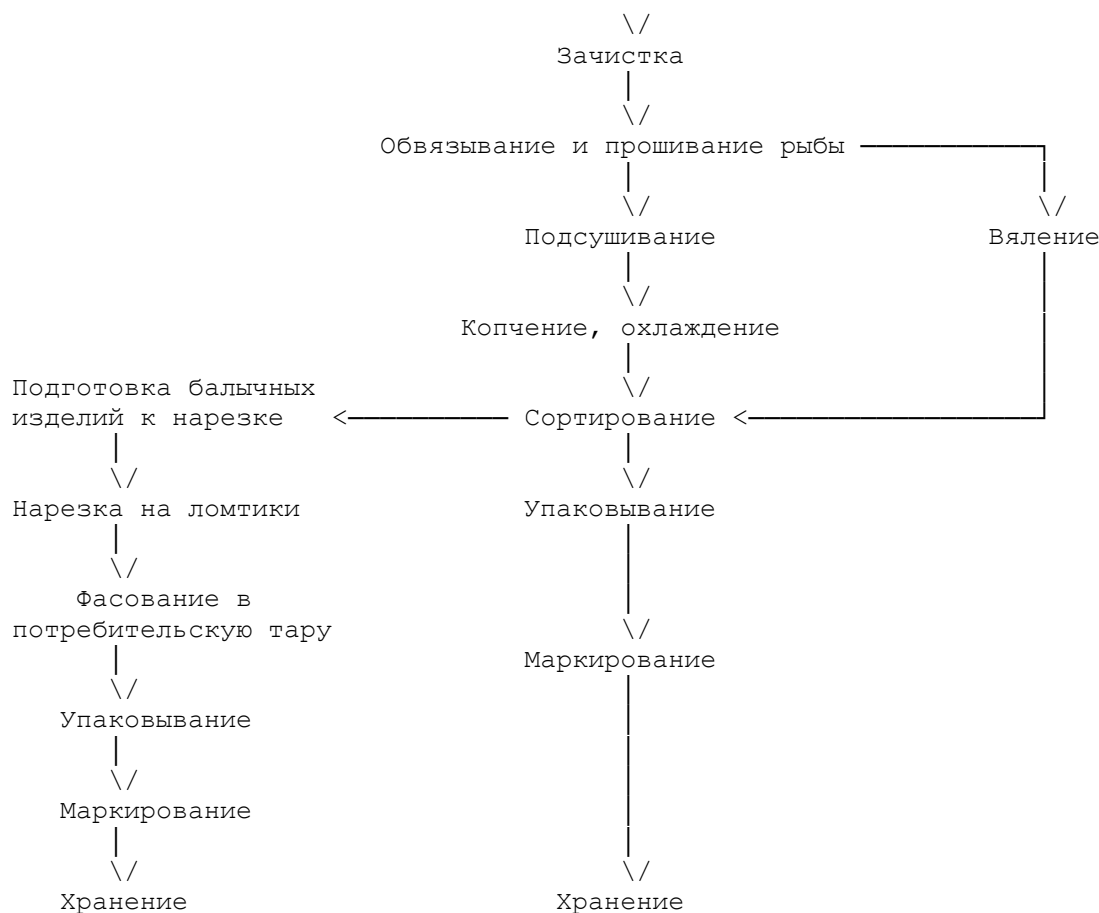 Зачистка
Обвязывание и прошивание рыбы
Подсушивание Вяление
Копчение, охлаждение
Подготовка балычных
изделий к нарезке Сортирование
Нарезка на ломтики Упаковывание
Фасование в
потребительскую тару
Маркирование
Упаковывание
Маркирование
Хранение Хранение